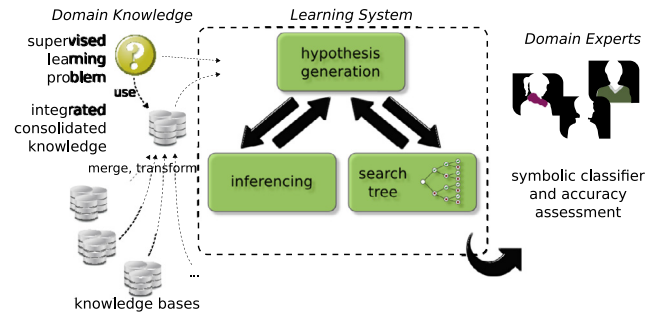 Domain Knowledge
supervised
learning
problem
?
use
integrated
consolidated
knowledge
merge, transform
knowledge bases
...
Learning System
hypothesis
generation
inferencing
search
tree
Domain Experts
symbolic classifier
and accuracy
assessment